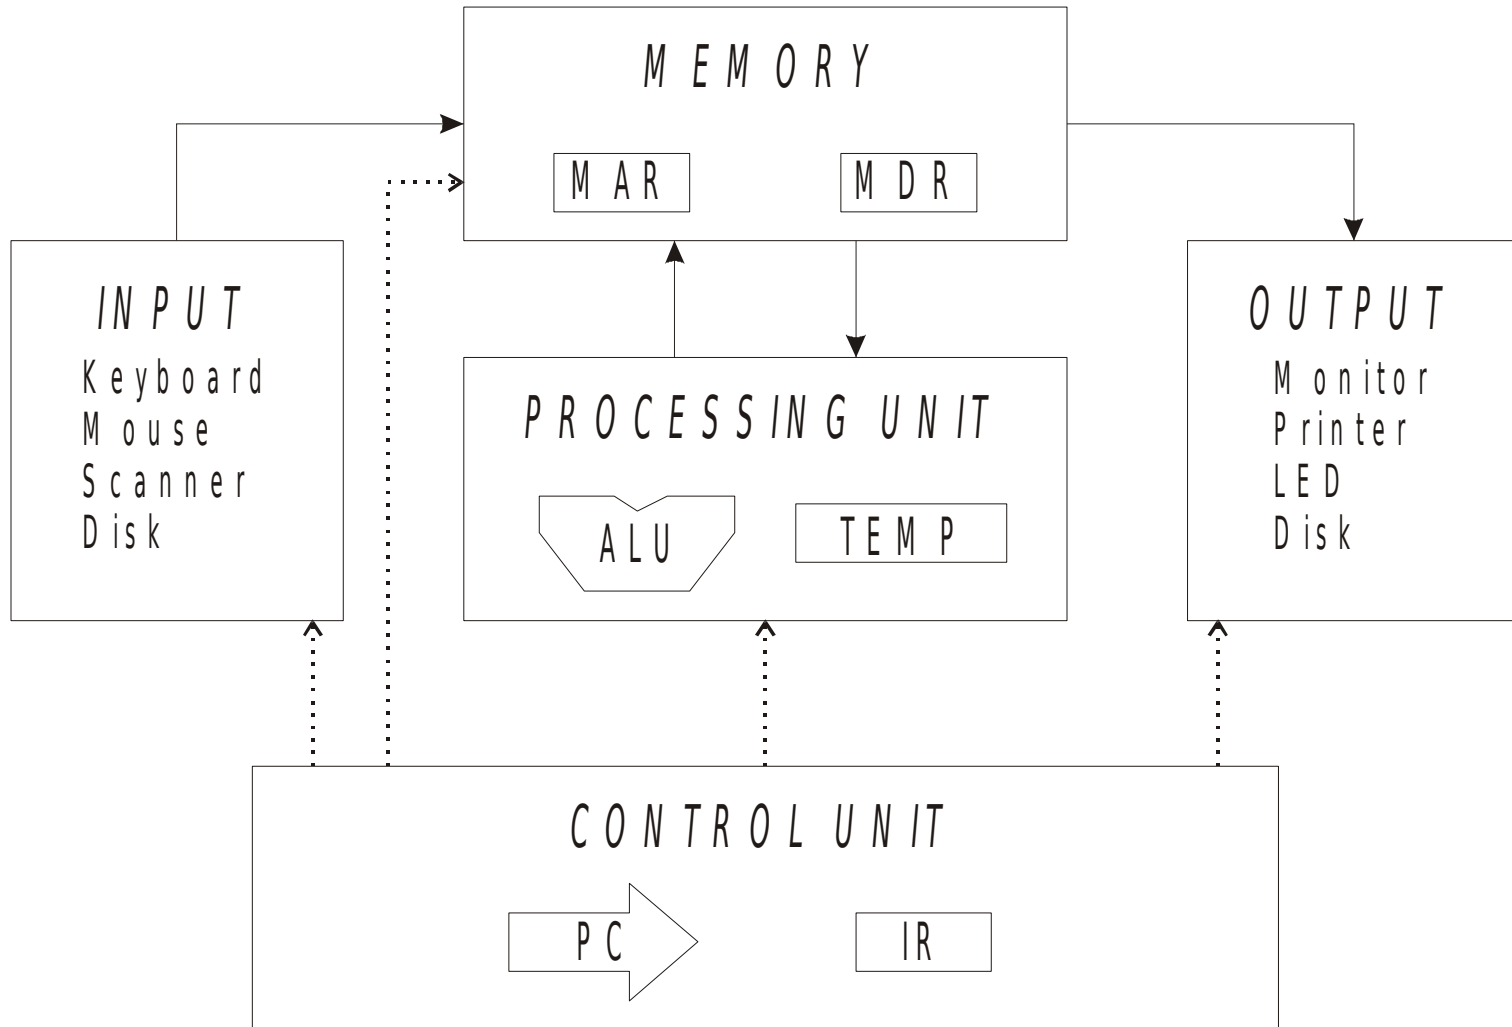 MEMORY
MAR
MDR
INPUT
Keyboard
Mouse
Scanner
Disk
PROCESSING UNIT
ALU
TEMP
OUTPUT
Monitor
Printer
LED
Disk
CONTROL UNIT
PC
IR